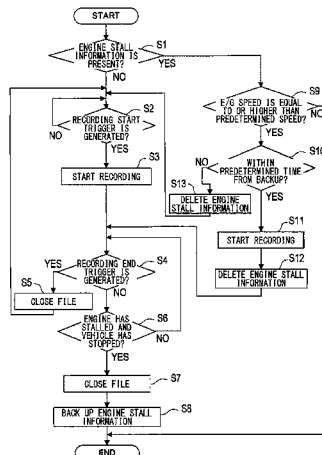 START
S1
ENGINE STALL
INFORMATION IS
PRESENT?
YES
NO
S2
RECORDING START
TRIGGER IS
GENERATED?
NO
YES
S3
START RECORDING
S4
RECORDING END
TRIGGER IS
GENERATED?
YES
NO
S5
CLOSE FILE
S6
ENGINE HAS
STALLED AND
VEHICLE HAS
STOPPED?
NO
YES
CLOSE FILE
S7
BACK UP ENGINE STALL
INFORMATION
S8
END
S9
E/G SPEED IS EQUAL
TO OR HIGHER THAN
PREDETERMINED SPEED?
NO
YES
S10
WITHIN
PREDETERMINED TIME
FROM BACKUP?
NO
YES
S13
DELETE ENGINE
STALL INFORMATION
S11
START RECORDING
S12
DELETE ENGINE STALL
INFORMATION